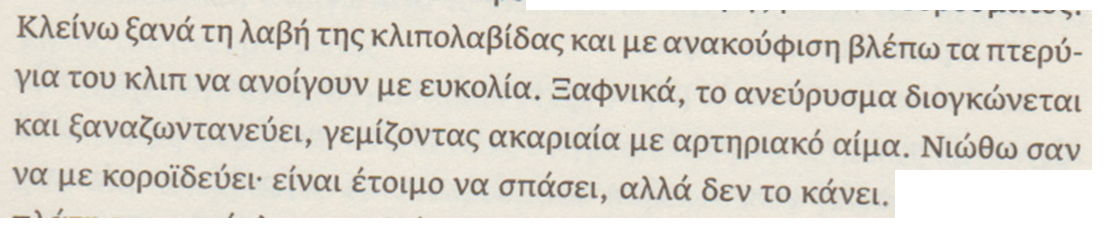 Κλείνω ξανά τη λαβή της κλιπολαβίδας και με ανακούφιση βλέπω τα πτερύ-
για του κλιπ να ανοίγουν με ευκολία. Ξαφνικά, το ανεύρυσμα διογκώνεται
και ξαναζωντανεύει, γεμίζοντας ακαριαία με αρτηριακό αίμα. Νιώθω σαν
να με κοροϊδεύει· είναι έτοιμο να σπάσει, αλλά δεν το κάνει.